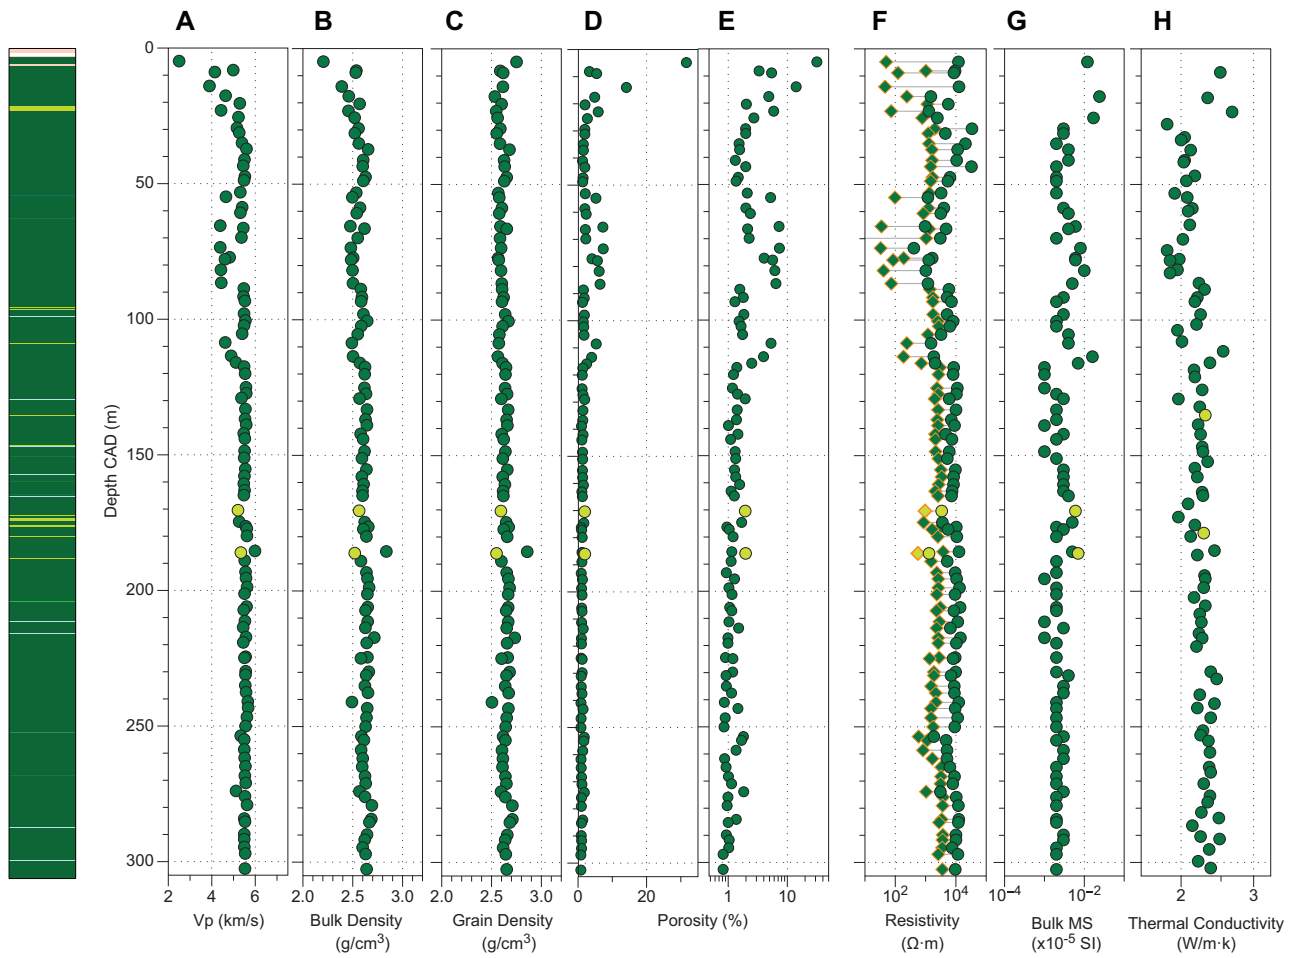 A B C D E F G H
0
50
100
150
200
250
300
Depth CAD (m)
2 4 6 2.0 2.5 3.0 2.0 2.5 3.0 0 20 1 10 10² 10⁴ 10⁻⁴ 10⁻² 2 3
Vp (km/s) Bulk Density Grain Density Porosity (%) Resistivity Bulk MS Thermal Conductivity
(g/cm³) (g/cm³) (Ω·m) (x10⁻⁵ SI) (W/m·k)